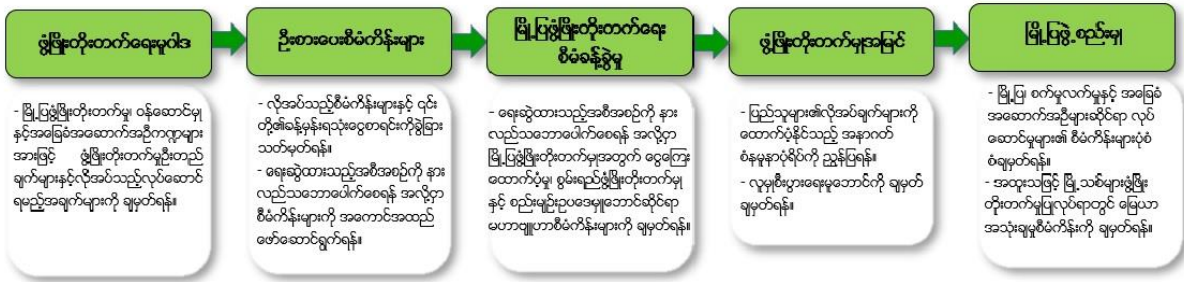 ဖွံ့ဖြိုးတိုးတက်ရေးမူဝါဒ
- မြို့ပြဖွံ့ဖြိုးတိုးတက်မှု၊ ဝန်ဆောင်မှု
နှင့်အခြေခံအဆောက်အဦကဏ္ဍများ
အားဖြင့် ဖွံ့ဖြိုးတိုးတက်မှုဦးတည်
ချက်များနှင့်လိုအပ်သည့်လုပ်ဆောင်
ရမည့်အချက်များကို ချမှတ်ရန်။
ဦးစားပေးစီမံကိန်းများ
- လိုအပ်သည့်စီမံကိန်းများနှင့် ၎င်း
တို့၏ခန့်မှန်းရသုံးငွေစာရင်းကိုခွဲခြား
သတ်မှတ်ရန်။
- ရေးဆွဲထားသည့်အစီအစဉ်ကို နား
လည်သဘောပေါက်စေရန် အလို့ငှာ
စီမံကိန်းများကို အကောင်အထည်
ဖော်ဆောင်ရွက်ရန်။
မြို့ပြဖွံ့ဖြိုးတိုးတက်ရေး
စီမံခန့်ခွဲမှု
- ရေးဆွဲထားသည့်အစီအစဉ်ကို နား
လည်သဘောပေါက်စေရန် အလို့ငှာ
မြို့ပြဖွံ့ဖြိုးတိုးတက်မှုအတွက် ငွေကြေး
ထောက်ပံ့မှု၊ စွမ်းရည်ဖွံ့ဖြိုးတိုးတက်မှု
နှင့် စည်းမျဉ်းဥပဒေမူဘောင်ဆိုင်ရာ
မဟာဗျူဟာစီမံကိန်းများကို ချမှတ်ရန်။
ဖွံ့ဖြိုးတိုးတက်မှုအမြင်
- ပြည်သူများ၏လိုအပ်ချက်များကို
ထောက်ပံ့နိုင်သည့် အနာဂတ်
စံနမူနာပုံရိပ်ကို ညွှန်ပြရန်။
- လူမှုစီးပွားရေးမူဘောင်ကို ချမှတ်
ချမှတ်ရန်။
မြို့ပြဖွဲ့စည်းမှု
- မြို့ပြ၊ စက်မှုလက်မှုနှင့် အခြေခံ
အဆောက်အဦများဆိုင်ရာ လုပ်
ဆောင်မှုများ၏ စီမံကိန်းများပုံစံ
စံချမှတ်ရန်။
- အထူးသဖြင့် မြို့သစ်များဖွံ့ဖြိုး
တိုးတက်မှုပြုလုပ်ရာတွင် မြေယာ
အသုံးချမှုစီမံကိန်းကို ချမှတ်ရန်။